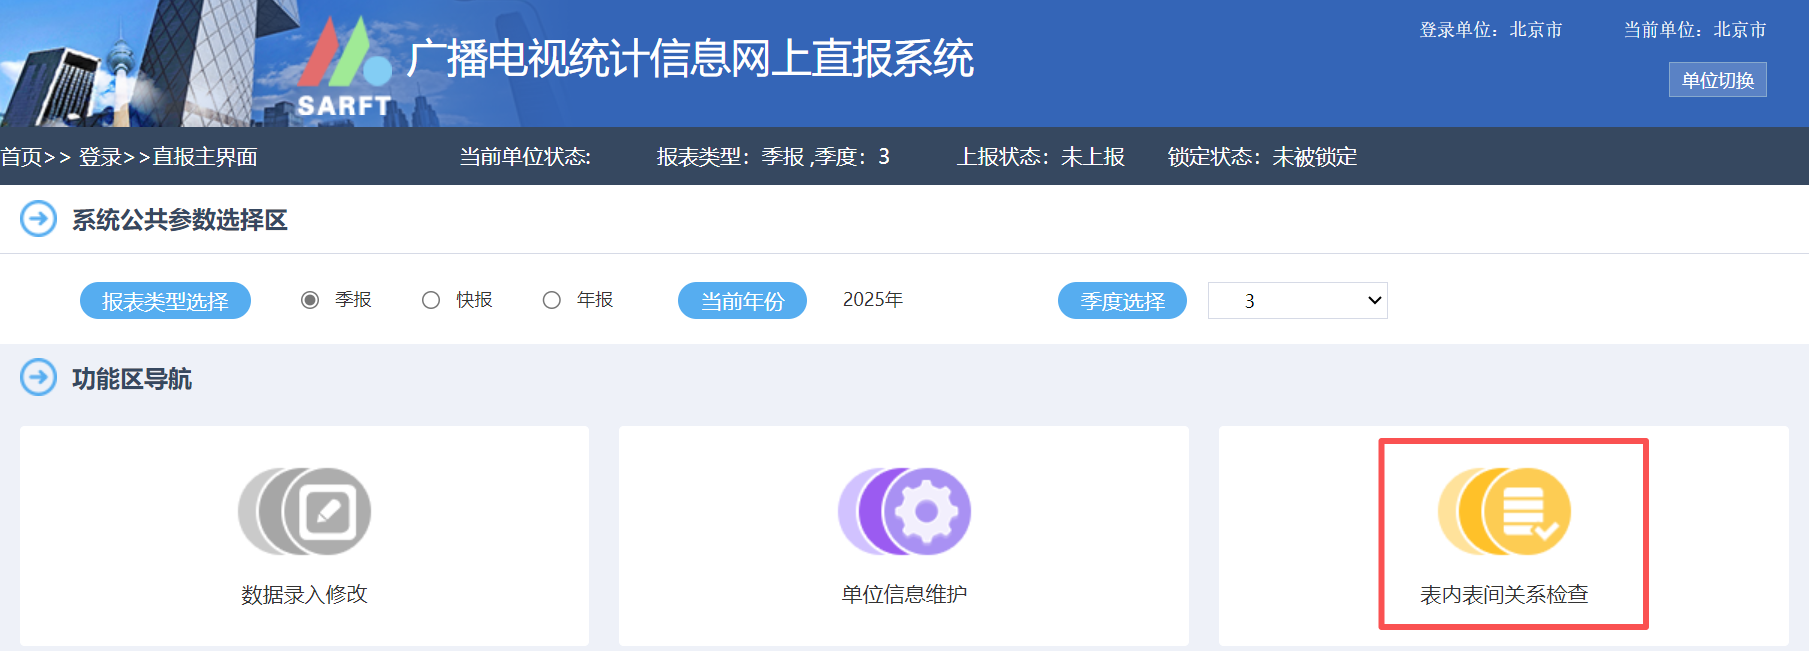 登录单位：北京市 当前单位：北京市
广播电视统计信息网上直报系统
SARFT
单位切换
首页>> 登录>>直报主界面 当前单位状态: 报表类型：季报 ,季度：3 上报状态：未上报 锁定状态：未被锁定
系统公共参数选择区
报表类型选择 季报 快报 年报 当前年份 2025年 季度选择 3
功能区导航
数据录入修改 单位信息维护 表内表间关系检查